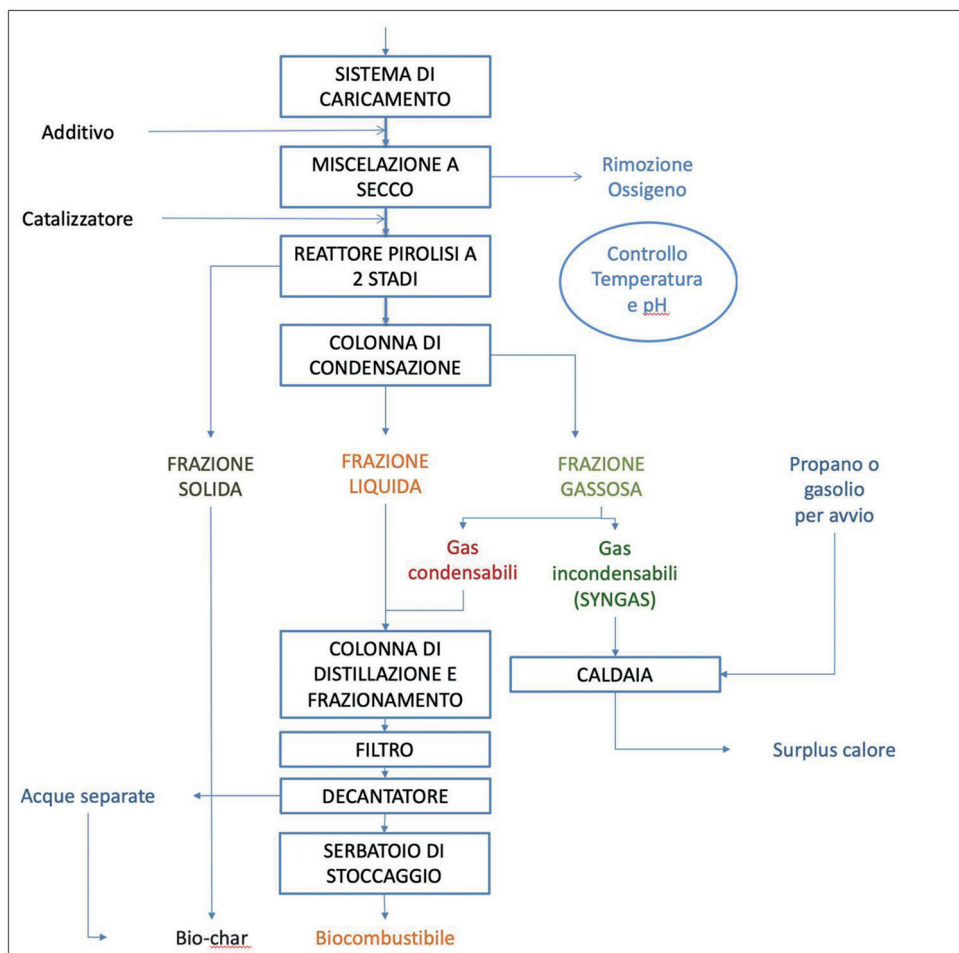 SISTEMA DI
CARICAMENTO
Additivo
MISCELAZIONE A
SECCO
Rimozione
Ossigeno
Catalizzatore
REATTORE PIROLISI A
2 STADI
Controllo
Temperatura
e pH
COLONNA DI
CONDENSAZIONE
FRAZIONE
SOLIDA
FRAZIONE
LIQUIDA
FRAZIONE
GASSOSA
Propano o
gasolio
per avvio
Gas
condensabili
Gas
incondensabili
(SYNGAS)
COLONNA DI
DISTILLAZIONE E
FRAZIONAMENTO
CALDAIA
FILTRO
Surplus calore
Acque separate
DECANTATORE
SERBATOIO DI
STOCCAGGIO
Bio-char
Biocombustibile